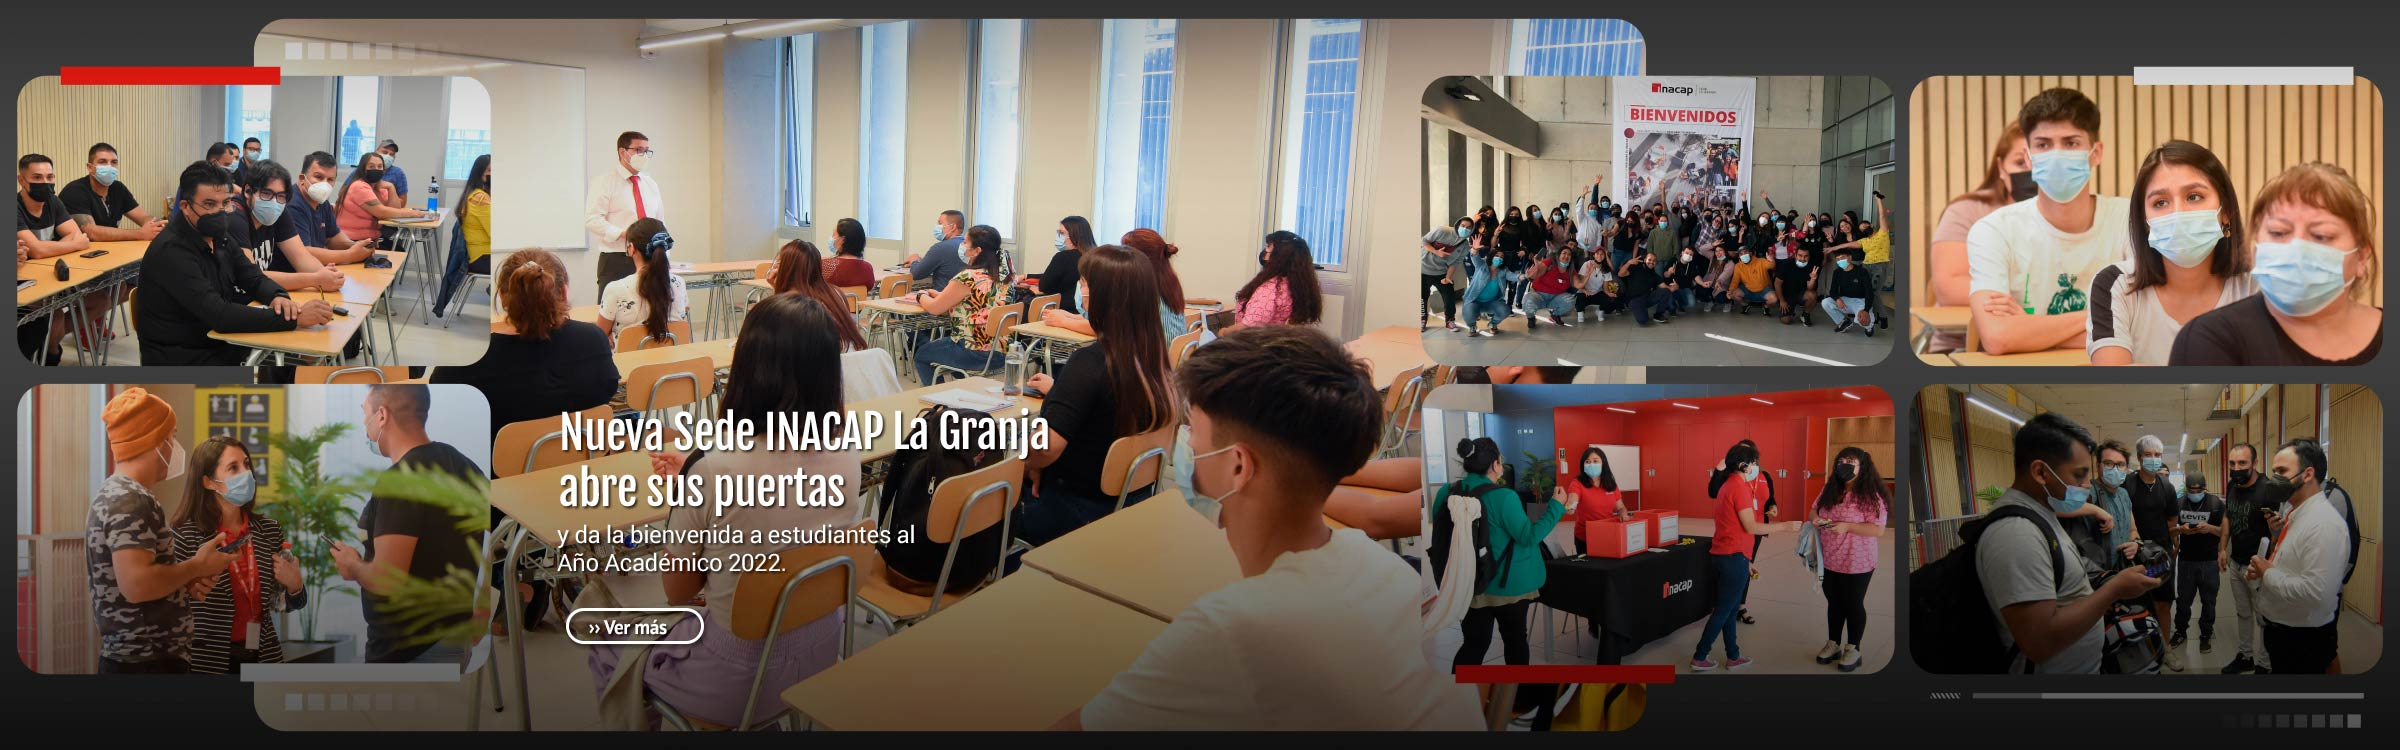 Inacap
BIENVENIDOS
Nueva Sede INACAP La Granja
abre sus puertas
y da la bienvenida a estudiantes al
Año Académico 2022.
›› Ver más
Inacap
Levi's